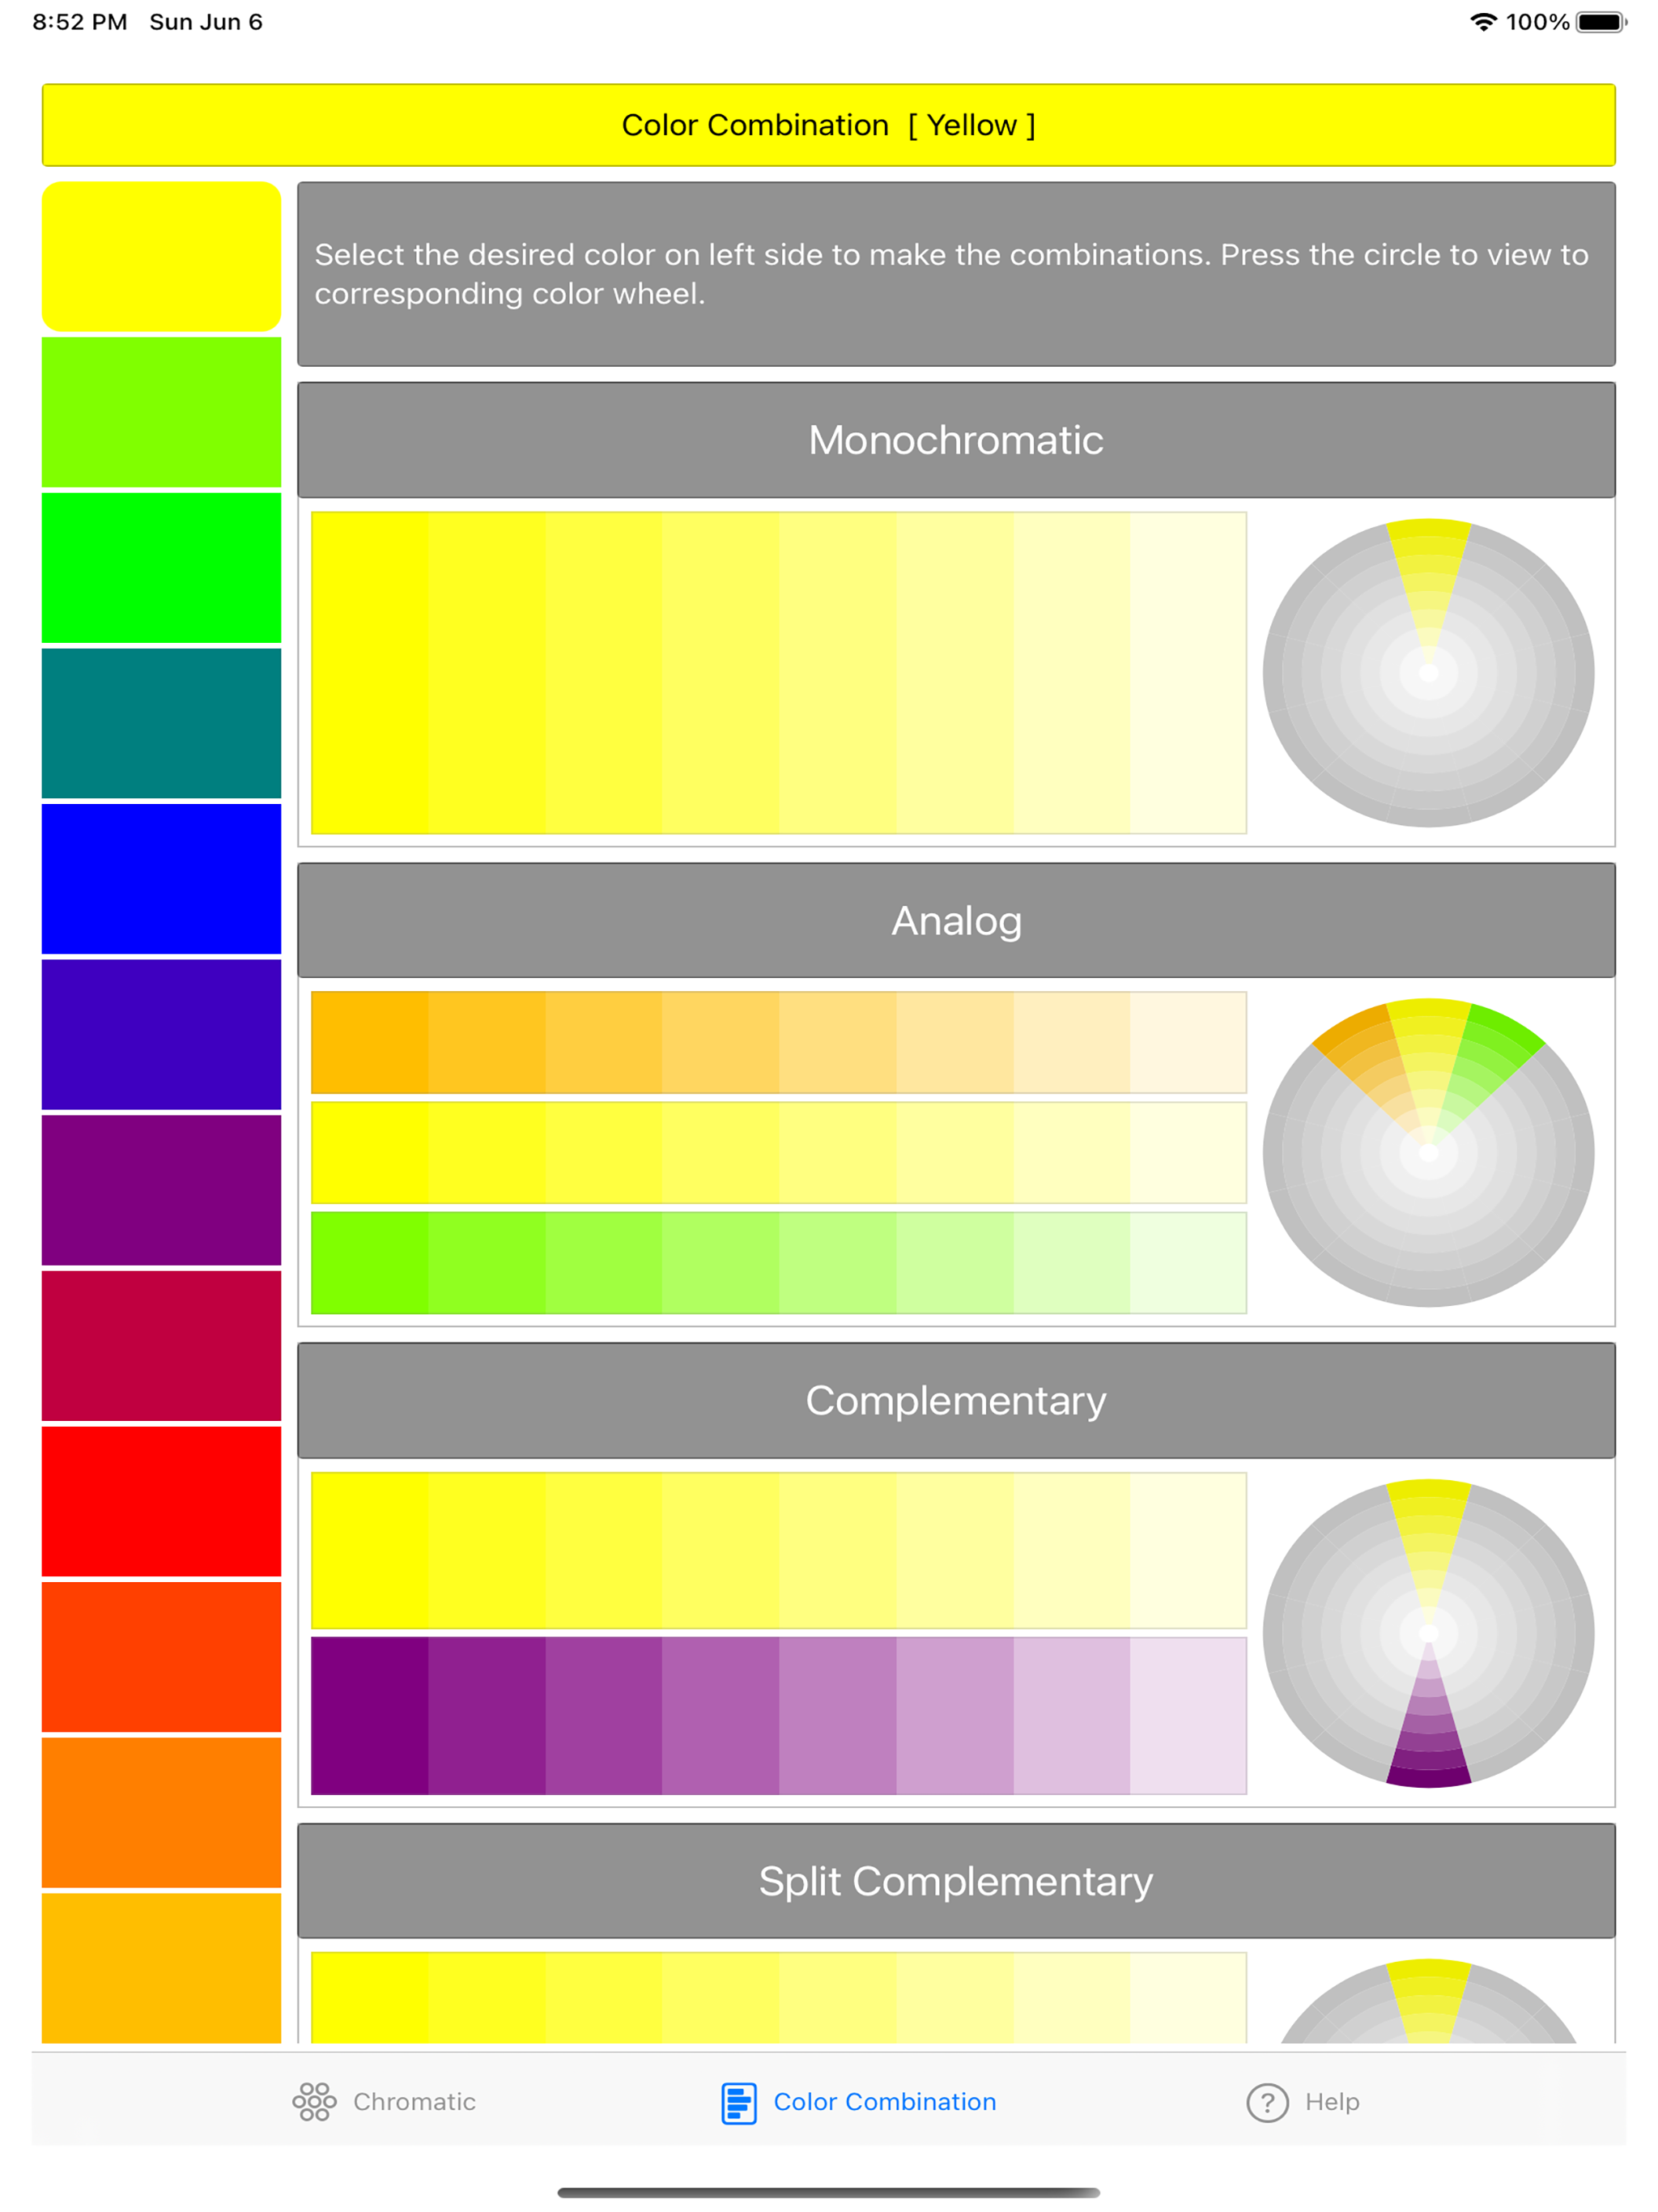 8:52 PM Sun Jun 6
100%
Color Combination [ Yellow ]
Select the desired color on left side to make the combinations. Press the circle to view to
corresponding color wheel.
Monochromatic
Analog
Complementary
Split Complementary
Chromatic
Color Combination
? Help